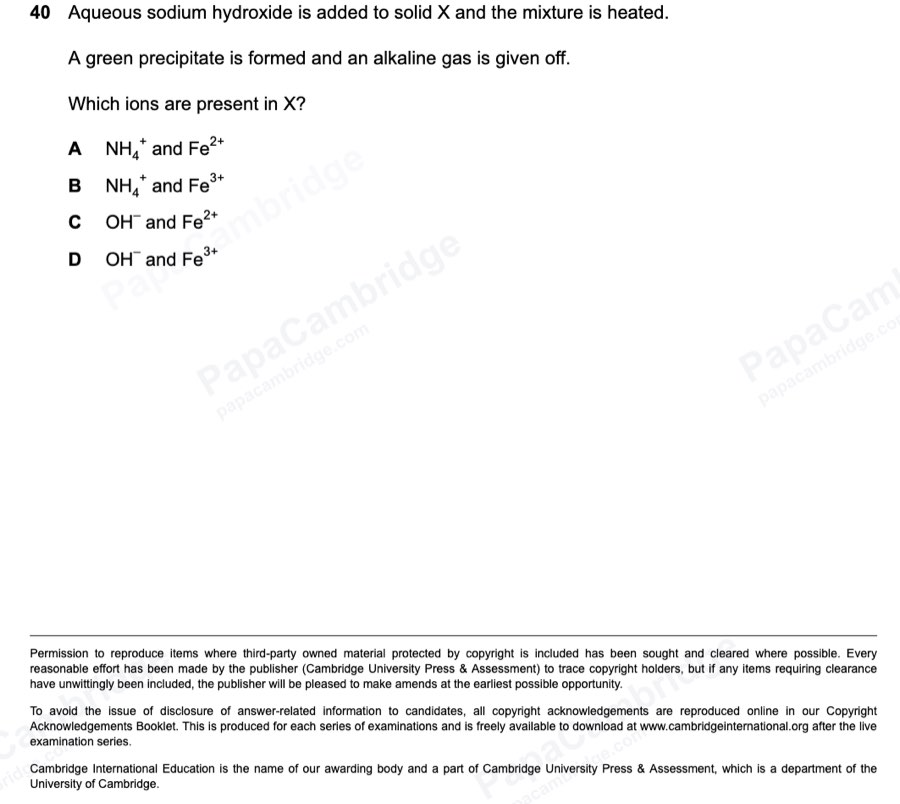 40 Aqueous sodium hydroxide is added to solid X and the mixture is heated.
A green precipitate is formed and an alkaline gas is given off.
Which ions are present in X?
A NH₄⁺ and Fe²⁺
B NH₄⁺ and Fe³⁺
C OH⁻ and Fe²⁺
D OH⁻ and Fe³⁺
PapaCambridge
PapaCambridge
papacambridge.com
Permission to reproduce items where third-party owned material protected by copyright is included has been sought and cleared where possible. Every
reasonable effort has been made by the publisher (Cambridge University Press & Assessment) to trace copyright holders, but if any items requiring clearance
have unwittingly been included, the publisher will be pleased to make amends at the earliest possible opportunity.
To avoid the issue of disclosure of answer-related information to candidates, all copyright acknowledgements are reproduced online in our Copyright
Acknowledgements Booklet. This is produced for each series of examinations and is freely available to download at www.cambridgeinternational.org after the live
examination series.
Cambridge International Education is the name of our awarding body and a part of Cambridge University Press & Assessment, which is a department of the
University of Cambridge.